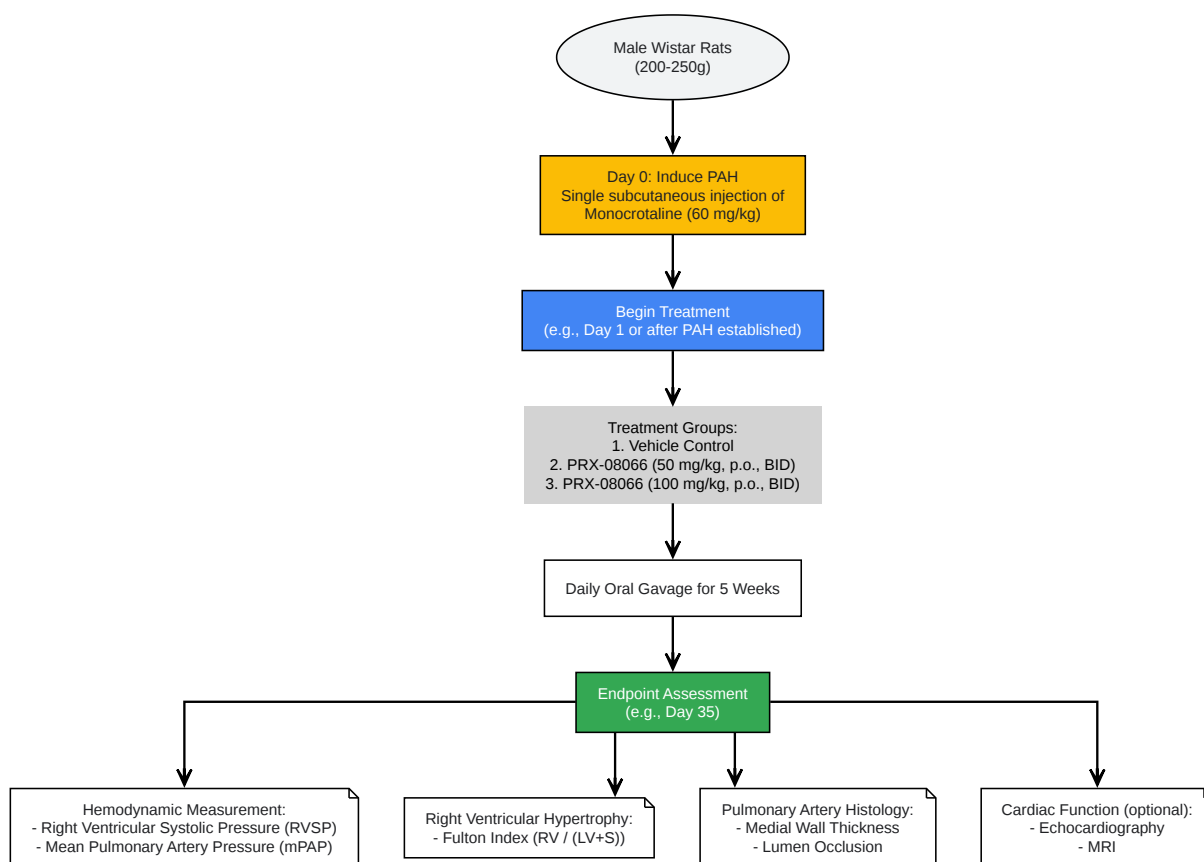 Male Wistar Rats
(200-250g)
Day 0: Induce PAH
Single subcutaneous injection of
Monocrotaline (60 mg/kg)
Begin Treatment
(e.g., Day 1 or after PAH established)
Treatment Groups:
1. Vehicle Control
2. PRX-08066 (50 mg/kg, p.o., BID)
3. PRX-08066 (100 mg/kg, p.o., BID)
Daily Oral Gavage for 5 Weeks
Endpoint Assessment
(e.g., Day 35)
Hemodynamic Measurement:
- Right Ventricular Systolic Pressure (RVSP)
- Mean Pulmonary Artery Pressure (mPAP)
Right Ventricular Hypertrophy:
- Fulton Index (RV / (LV+S))
Pulmonary Artery Histology:
- Medial Wall Thickness
- Lumen Occlusion
Cardiac Function (optional):
- Echocardiography
- MRI